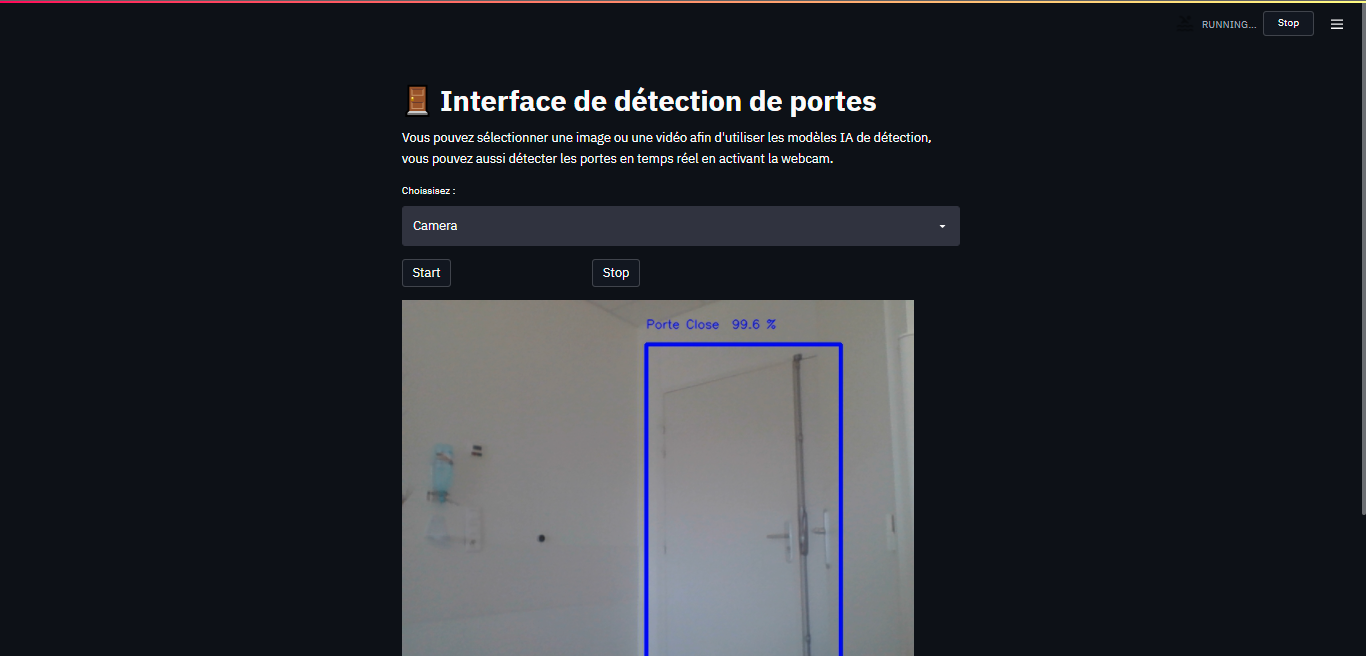 RUNNING...
Stop
Interface de détection de portes
Vous pouvez sélectionner une image ou une vidéo afin d'utiliser les modèles IA de détection,
vous pouvez aussi détecter les portes en temps réel en activant la webcam.
Choissisez :
Camera
Start
Stop
Porte Close 99.6 %